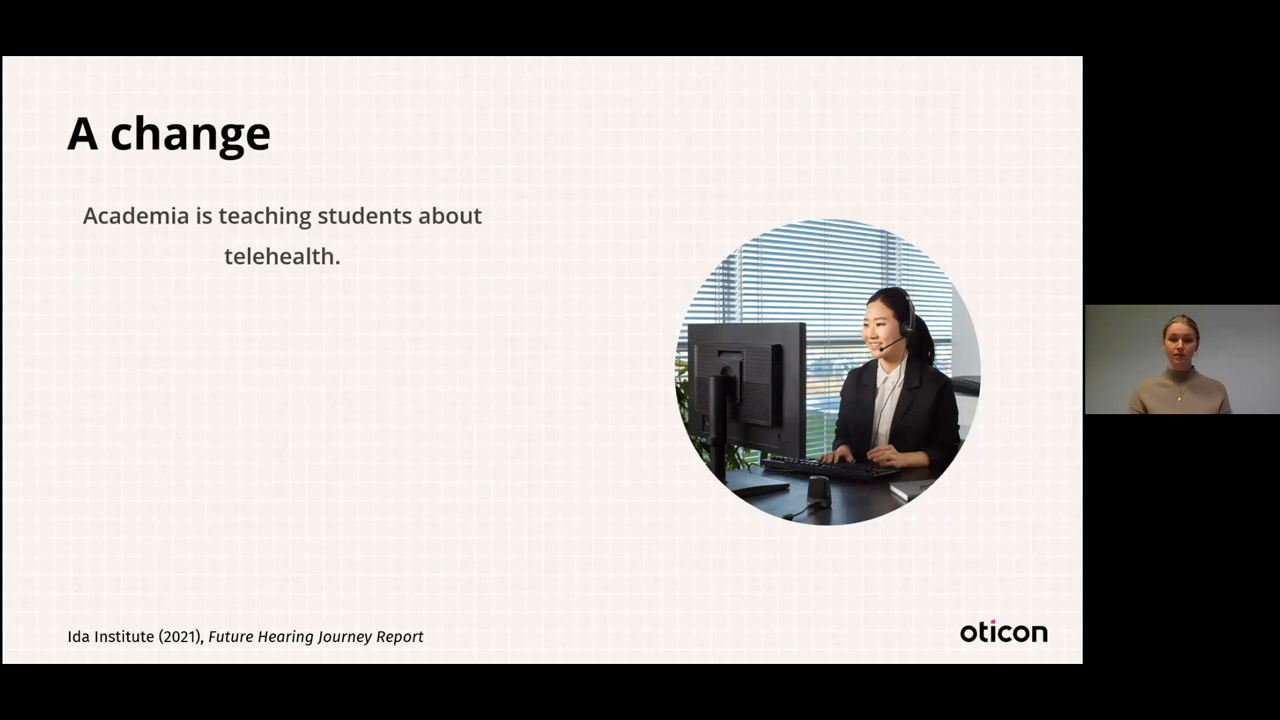 A change
Academia is teaching students about
telehealth.
Ida Institute (2021), Future Hearing Journey Report
oticon